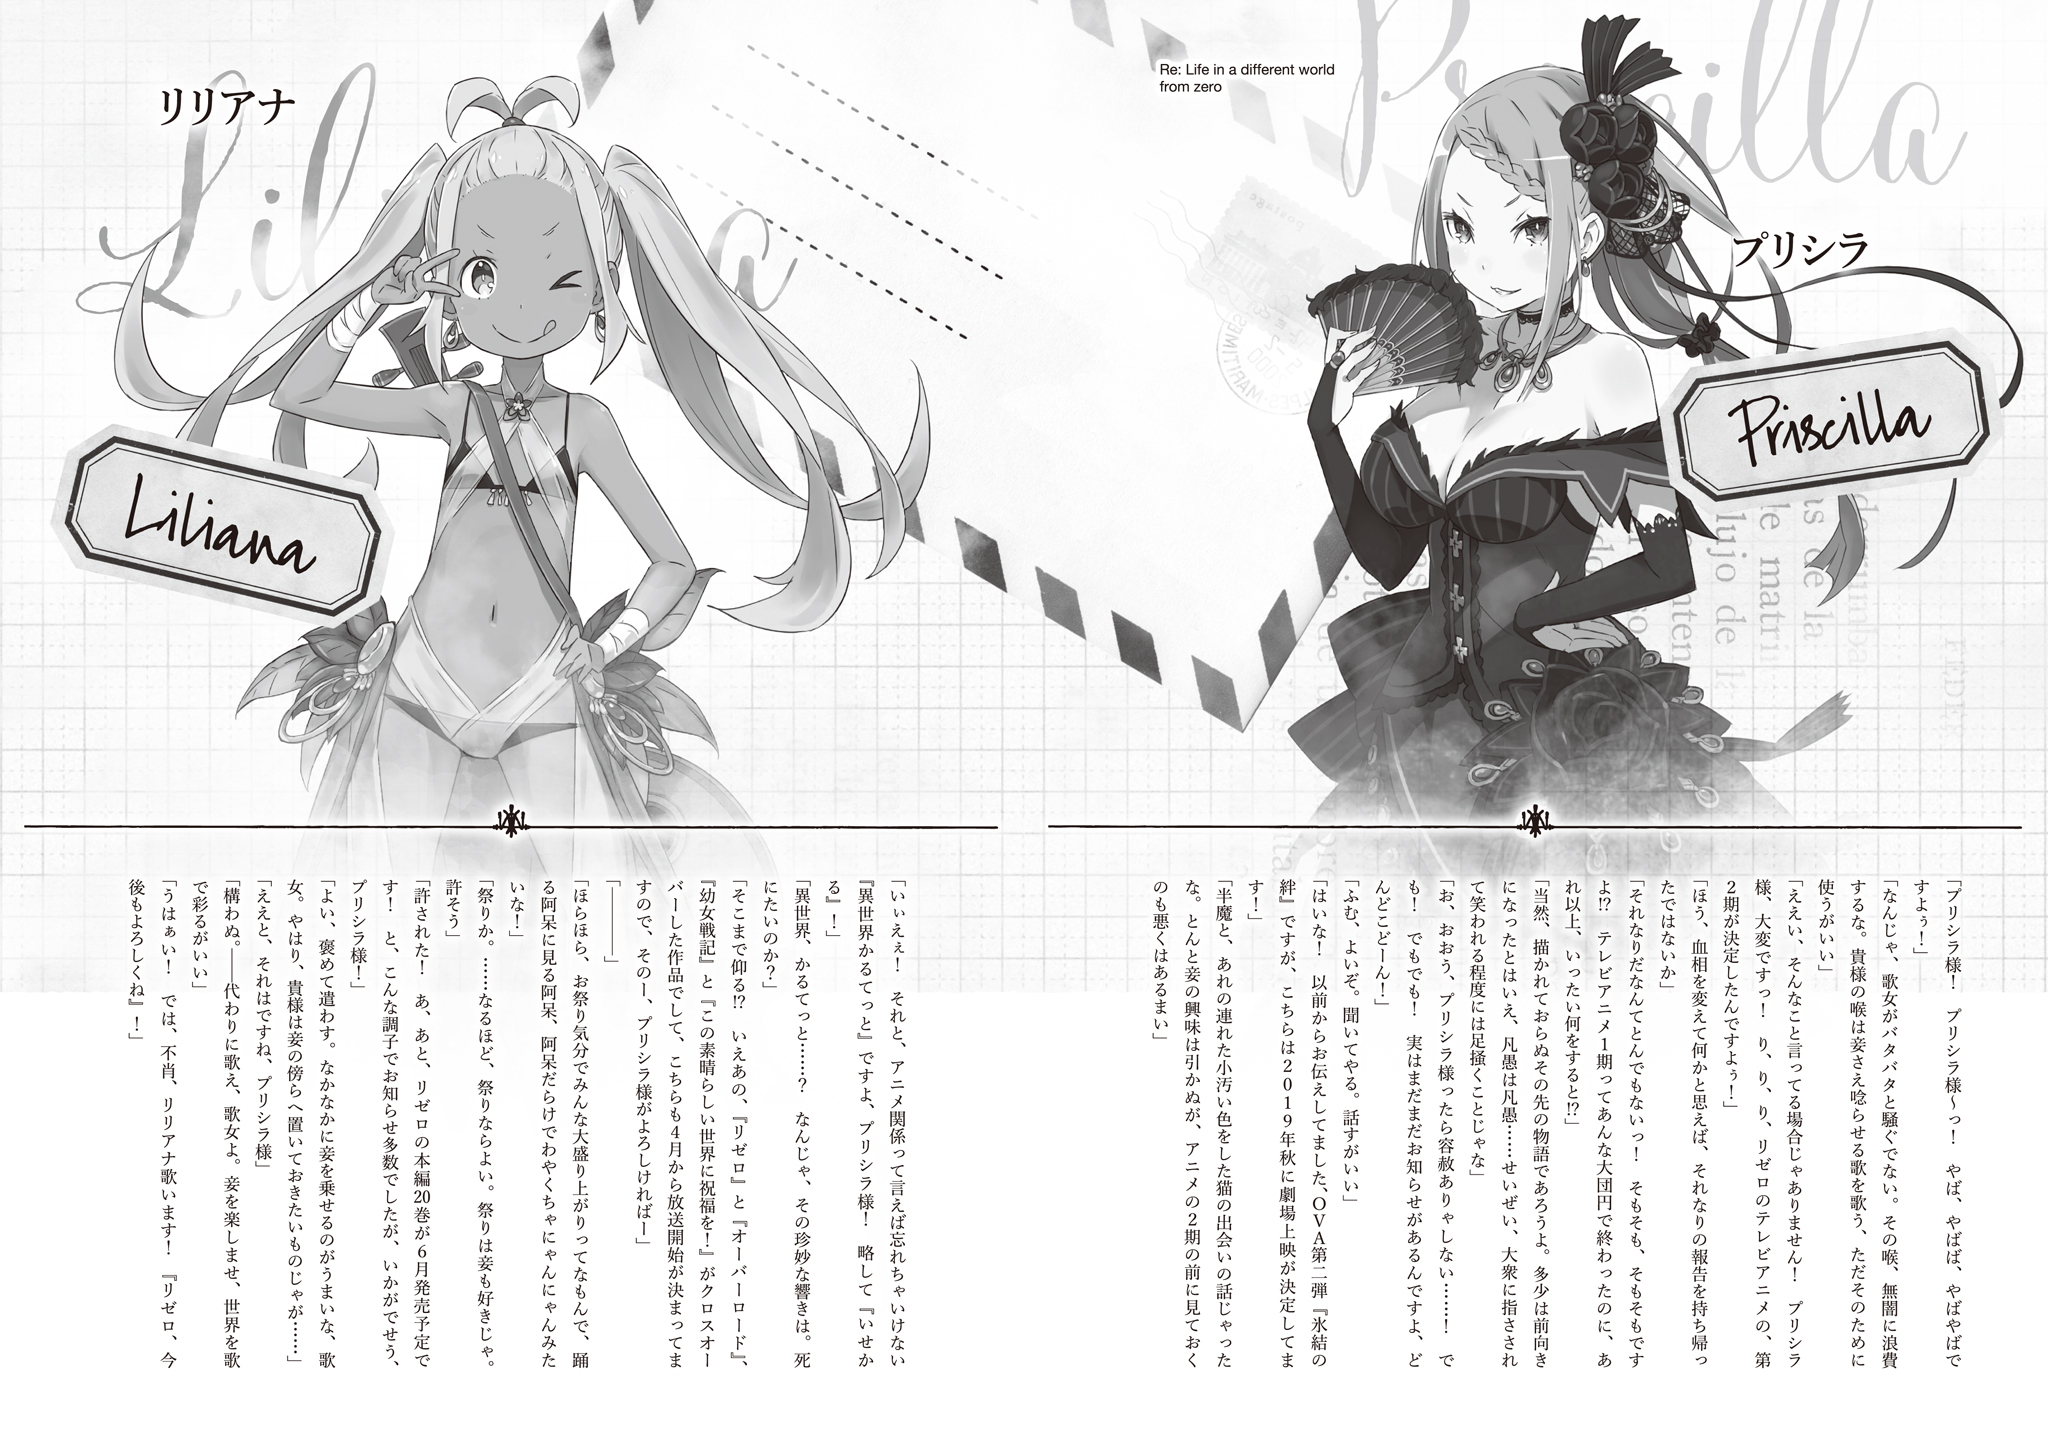 Priscilla
Re: Life in a different world
from zero
プリシラ
Priscilla
「プリシラ様！　プリシラ様～っ！　やば、やばば、やばやばで
すよぅ！」
「なんじゃ、歌女がバタバタと騒ぐでない。その喉、無闇に浪費
するな。貴様の喉は妾さえ唸らせる歌を歌う、ただそのために
使うがいい」
「ええい、そんなこと言ってる場合じゃありません！　プリシラ
様、大変ですっ！　り、り、り、リゼロのテレビアニメの、第
２期が決定したんですよぅ！」
「ほう、血相を変えて何かと思えば、それなりの報告を持ち帰っ
たではないか」
「それなりだなんてとんでもないっ！　そもそも、そもそもです
よ!?　テレビアニメ１期ってあんな大団円で終わったのに、あ
れ以上、いったい何をすると!?」
「当然、描かれておらぬその先の物語であろうよ。多少は前向き
になったとはいえ、凡愚は凡愚……せいぜい、大衆に指さされ
て笑われる程度には足掻くことじゃな」
「お、おおう、プリシラ様ったら容赦ありゃしない……！　で
も！　でもでも！　実はまだまだお知らせがあるんですよ、ど
んどこどーん！」
「ふむ、よいぞ。聞いてやる。話すがいい」
「はいな！　以前からお伝えしてました、ＯＶＡ第二弾『氷結の
絆』ですが、こちらは２０１９年秋に劇場上映が決定してま
す！」
「半魔と、あれの連れた小汚い色をした猫の出会いの話じゃった
な。とんと妾の興味は引かぬが、アニメの２期の前に見ておく
のも悪くはあるまい」
リリアナ
Liliana
「いぃえぇ！　それと、アニメ関係って言えば忘れちゃいけない
『異世界かるてっと』ですよ、プリシラ様！　略して『いせか
る』！」
「異世界、かるてっと……？　なんじゃ、その珍妙な響きは。死
にたいのか？」
「そこまで仰る!?　いえあの、『リゼロ』と『オーバーロード』、
『幼女戦記』と『この素晴らしい世界に祝福を！』がクロスオー
バーした作品でして、こちらも４月から放送開始が決まってま
すので、そのー、プリシラ様がよろしければー」
「――――」
「ほらほら、お祭り気分でみんな大盛り上がりってなもんで、踊
る阿呆に見る阿呆、阿呆だらけでわやくちゃにゃんにゃんみた
いな！」
「祭りか。……なるほど、祭りならよい。祭りは妾も好きじゃ。
許そう」
「許された！　あ、あと、リゼロの本編20巻が６月発売予定で
す！　と、こんな調子でお知らせ多数でしたが、いかがでせう、
プリシラ様！」
「よい、褒めて遣わす。なかなかに妾を乗せるのがうまいな、歌
女。やはり、貴様は妾の傍らへ置いておきたいものじゃが……」
「ええと、それはですね、プリシラ様」
「構わぬ。――代わりに歌え、歌女よ。妾を楽しませ、世界を歌
で彩るがいい」
「うはぁい！　では、不肖、リリアナ歌います！　『リゼロ、今
後もよろしくね』！」